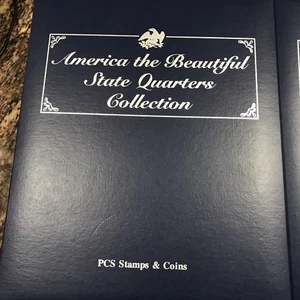 America the Beautiful
State Quarters
Collection
PCS Stamps & Coins